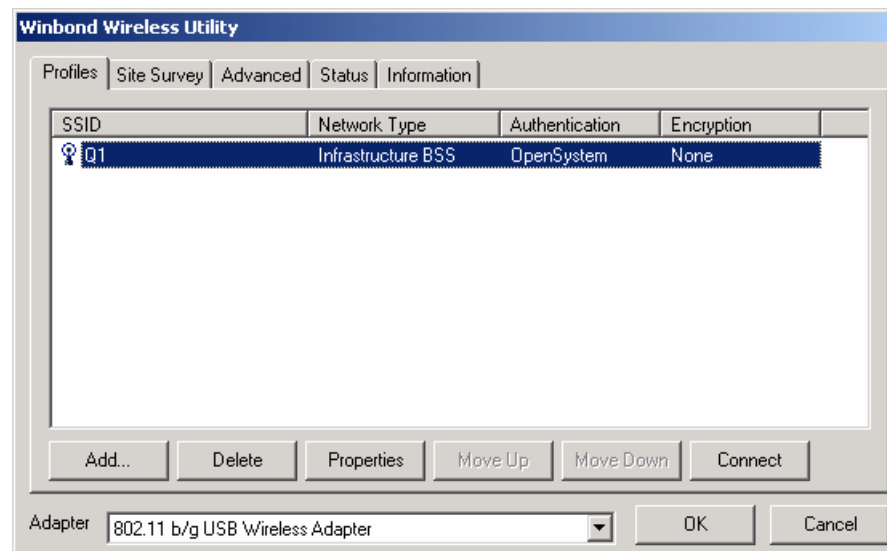 Winbond Wireless Utility
Profiles Site Survey Advanced Status Information
SSID Network Type Authentication Encryption
Q1 Infrastructure BSS OpenSystem None
Add... Delete Properties Move Up Move Down Connect
Adapter 802.11 b/g USB Wireless Adapter OK Cancel